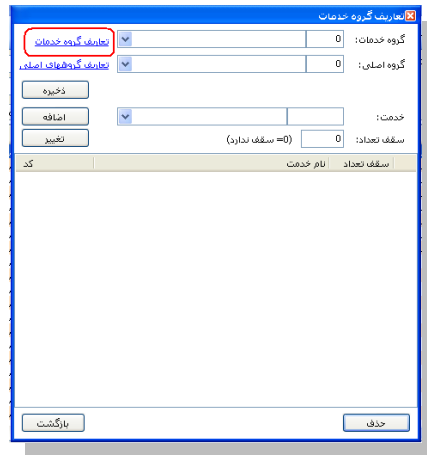 تعاریف گروه خدمات
گروه خدمات: 0 تعاریف گروه خدمات
گروه اصلی: 0 تعاریف گروههای اصلی
ذخیره
خدمت: اضافه
سقف تعداد: 0 (0= سقف ندارد) تغییر
سقف تعداد نام خدمت کد
حذف بازگشت